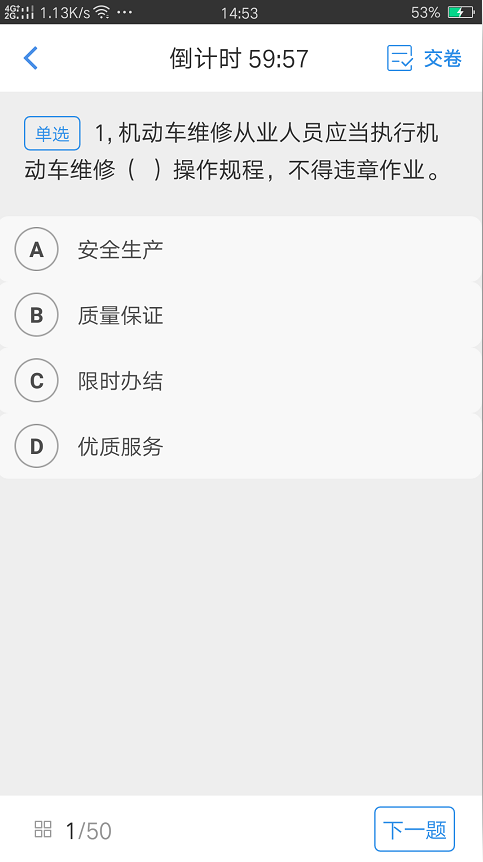 4G 2G 1.13K/s ··· 14:53 53%
倒计时 59:57 交卷
单选 1, 机动车维修从业人员应当执行机
动车维修（ ）操作规程，不得违章作业。
A 安全生产
B 质量保证
C 限时办结
D 优质服务
1/50 下一题